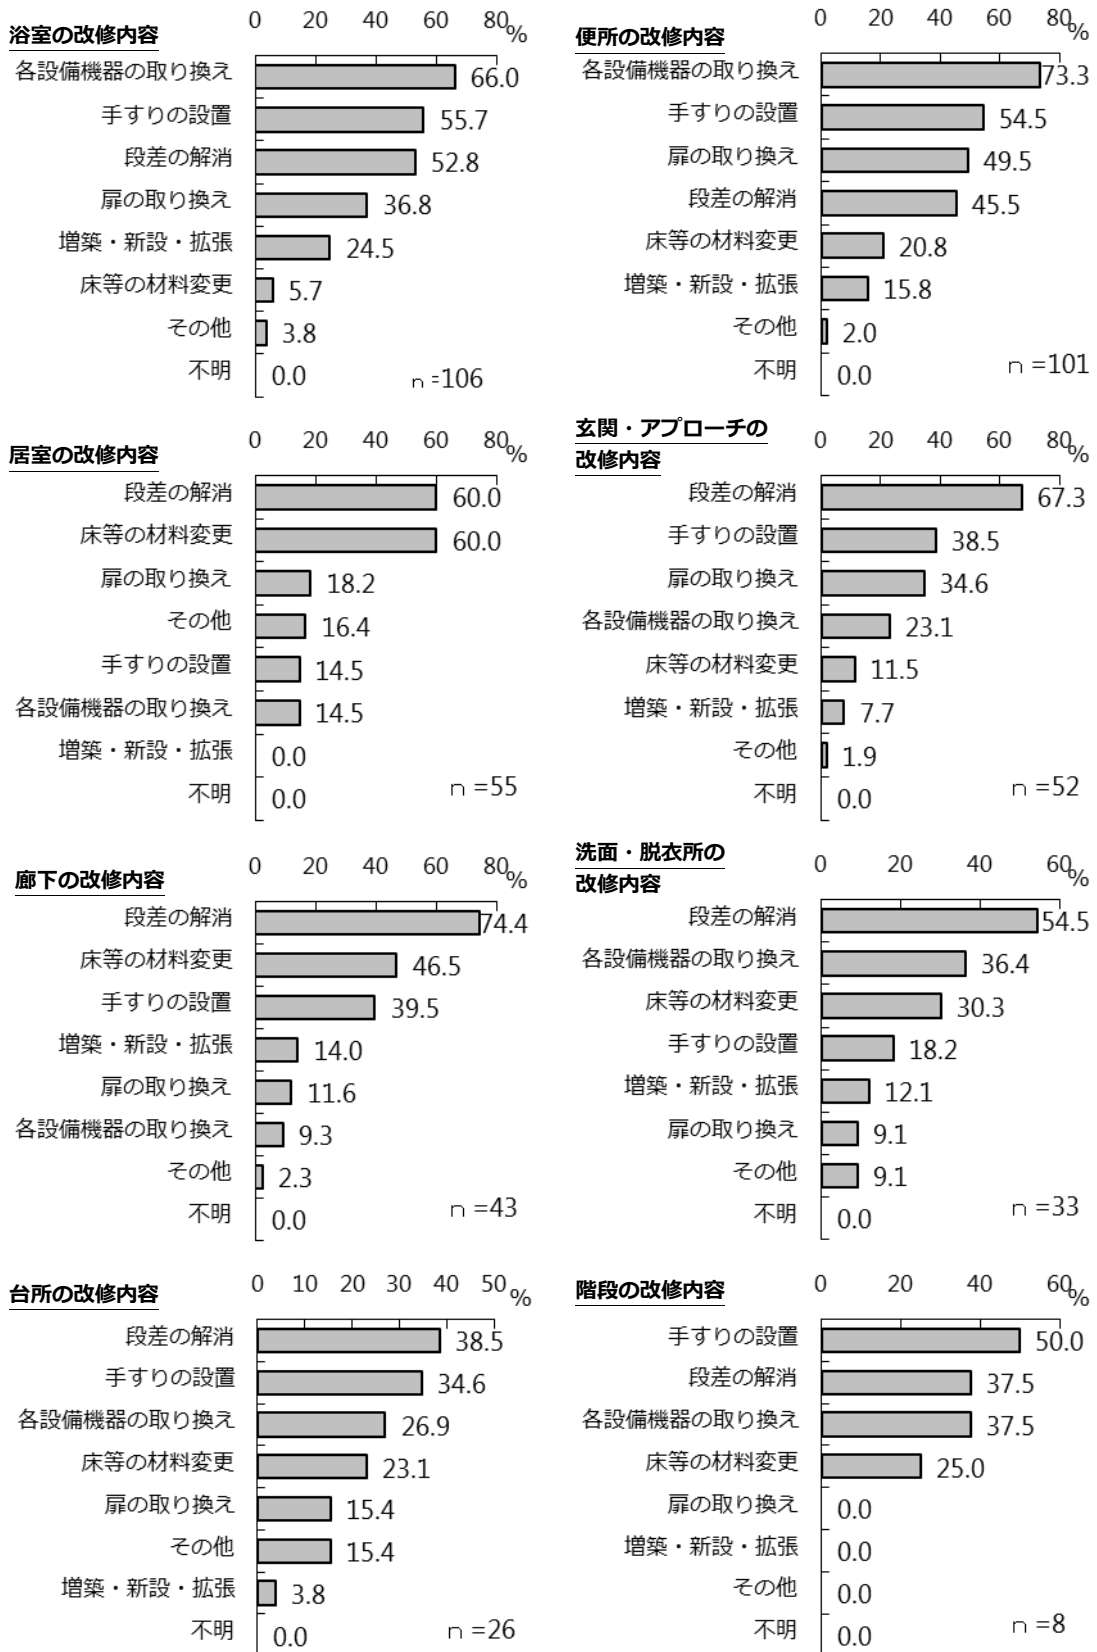 浴室の改修内容
0 20 40 60 80
%
各設備機器の取り換え 66.0
手すりの設置 55.7
段差の解消 52.8
扉の取り換え 36.8
増築・新設・拡張 24.5
床等の材料変更 5.7
その他 3.8
不明 0.0
n=106
便所の改修内容
0 20 40 60 80
%
各設備機器の取り換え 73.3
手すりの設置 54.5
扉の取り換え 49.5
段差の解消 45.5
床等の材料変更 20.8
増築・新設・拡張 15.8
その他 2.0
不明 0.0
n=101
居室の改修内容
0 20 40 60 80
%
段差の解消 60.0
床等の材料変更 60.0
扉の取り換え 18.2
その他 16.4
手すりの設置 14.5
各設備機器の取り換え 14.5
増築・新設・拡張 0.0
不明 0.0
n=55
玄関・アプローチの
改修内容
0 20 40 60 80
%
段差の解消 67.3
手すりの設置 38.5
扉の取り換え 34.6
各設備機器の取り換え 23.1
床等の材料変更 11.5
増築・新設・拡張 7.7
その他 1.9
不明 0.0
n=52
廊下の改修内容
0 20 40 60 80
%
段差の解消 74.4
床等の材料変更 46.5
手すりの設置 39.5
増築・新設・拡張 14.0
扉の取り換え 11.6
各設備機器の取り換え 9.3
その他 2.3
不明 0.0
n=43
洗面・脱衣所の
改修内容
0 20 40 60
%
段差の解消 54.5
各設備機器の取り換え 36.4
床等の材料変更 30.3
手すりの設置 18.2
増築・新設・拡張 12.1
扉の取り換え 9.1
その他 9.1
不明 0.0
n=33
台所の改修内容
0 10 20 30 40 50
%
段差の解消 38.5
手すりの設置 34.6
各設備機器の取り換え 26.9
床等の材料変更 23.1
扉の取り換え 15.4
その他 15.4
増築・新設・拡張 3.8
不明 0.0
n=26
階段の改修内容
0 20 40 60
%
手すりの設置 50.0
段差の解消 37.5
各設備機器の取り換え 37.5
床等の材料変更 25.0
扉の取り換え 0.0
増築・新設・拡張 0.0
その他 0.0
不明 0.0
n=8